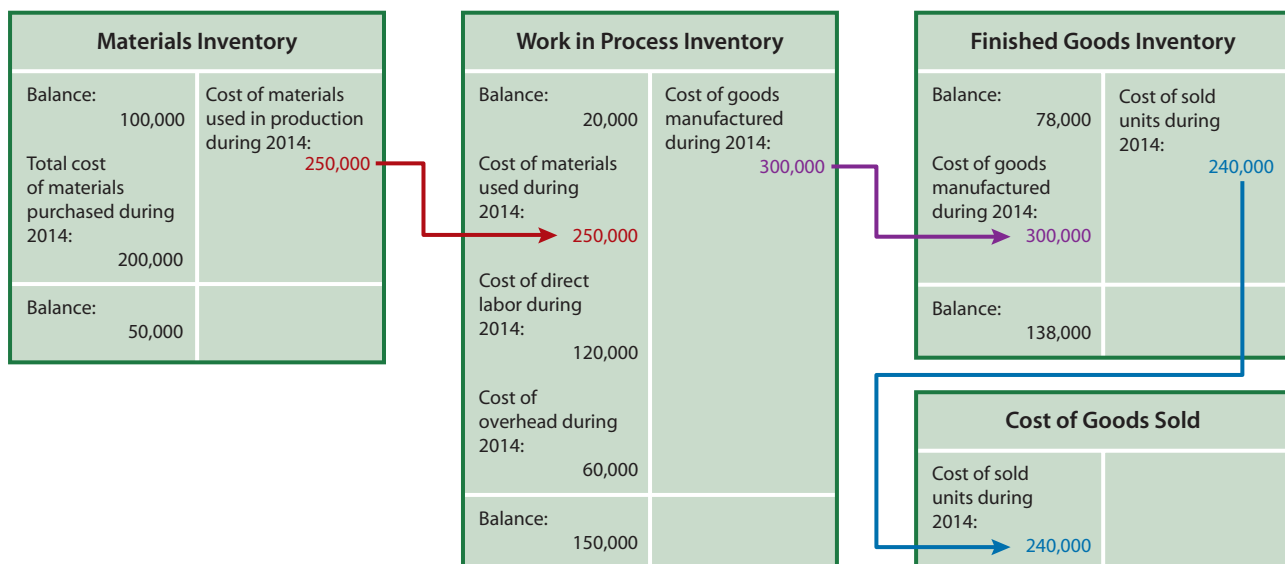 Materials Inventory
Balance:
100,000
Total cost
of materials
purchased during
2014:
200,000
Cost of materials
used in production
during 2014:
250,000
Balance:
50,000
Work in Process Inventory
Balance:
20,000
Cost of materials
used during
2014:
250,000
Cost of direct
labor during
2014:
120,000
Cost of
overhead during
2014:
60,000
Cost of goods
manufactured
during 2014:
300,000
Balance:
150,000
Finished Goods Inventory
Balance:
78,000
Cost of goods
manufactured
during 2014:
300,000
Cost of sold
units during
2014:
240,000
Balance:
138,000
Cost of Goods Sold
Cost of sold
units during
2014:
240,000